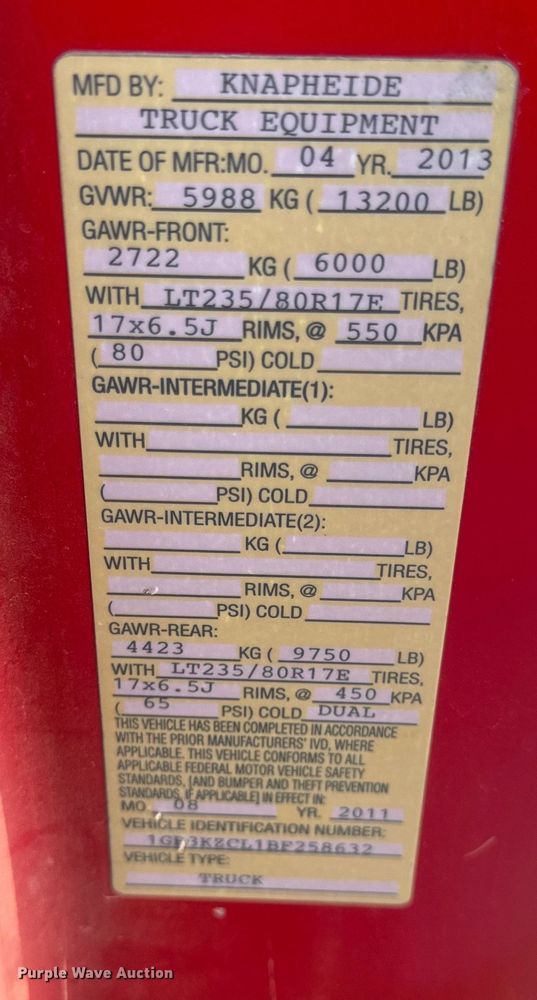 MFD BY: KNAPHEIDE
TRUCK EQUIPMENT
DATE OF MFR:MO. 04 YR. 2013
GVWR: 5988 KG ( 13200 LB)
GAWR-FRONT:
2722 KG ( 6000 LB)
WITH LT235/80R17E TIRES,
17x6.5J RIMS, @ 550 KPA
( 80 PSI) COLD
GAWR-INTERMEDIATE(1):
KG ( LB)
WITH TIRES,
RIMS, @ KPA
( PSI) COLD
GAWR-INTERMEDIATE(2):
KG ( LB)
WITH TIRES,
RIMS, @ KPA
( PSI) COLD
GAWR-REAR:
4423 KG ( 9750 LB)
WITH LT235/80R17E TIRES,
17x6.5J RIMS, @ 450 KPA
( 65 PSI) COLD DUAL
THIS VEHICLE HAS BEEN COMPLETED IN ACCORDANCE
WITH THE PRIOR MANUFACTURERS' IVD, WHERE
APPLICABLE. THIS VEHICLE CONFORMS TO ALL
APPLICABLE FEDERAL MOTOR VEHICLE SAFETY
STANDARDS, [AND BUMPER AND THEFT PREVENTION
STANDARDS, IF APPLICABLE] IN EFFECT IN:
MO. 08 YR. 2011
VEHICLE IDENTIFICATION NUMBER:
VEHICLE TYPE:
TRUCK
Purple Wave Auction